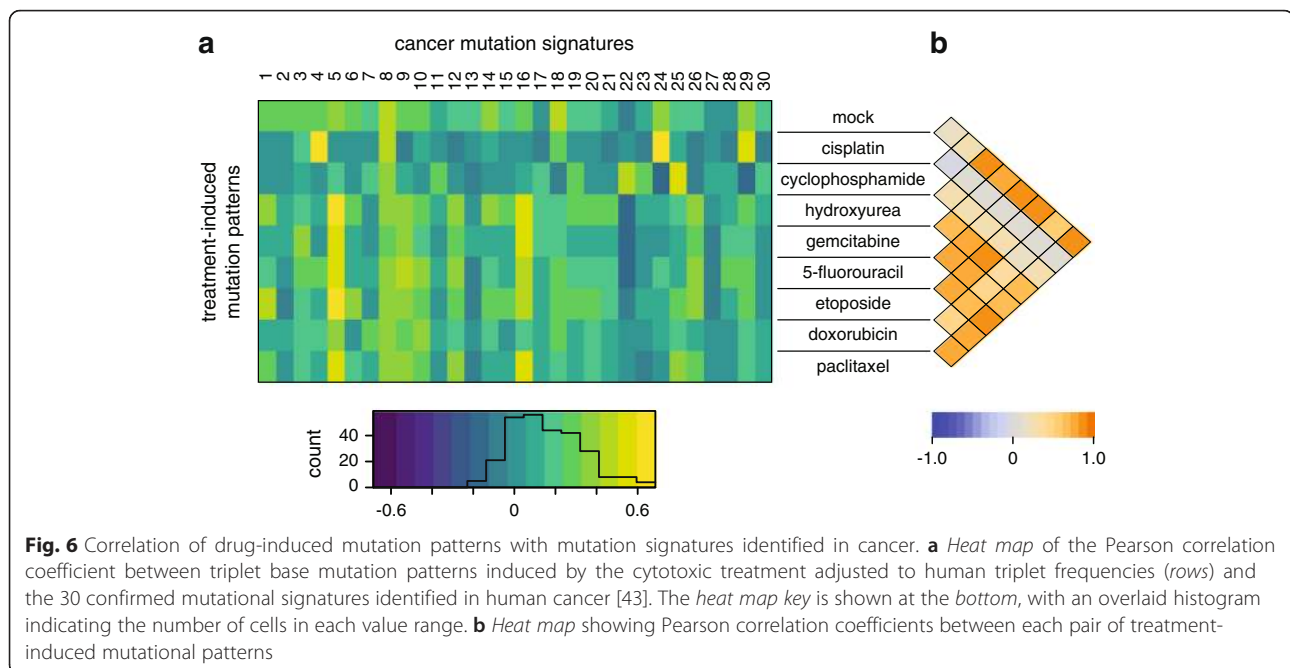 a
b
cancer mutation signatures
1 2 3 4 5 6 7 8 9 10 11 12 13 14 15 16 17 18 19 20 21 22 23 24 25 26 27 28 29 30
treatment-induced
mutation patterns
mock
cisplatin
cyclophosphamide
hydroxyurea
gemcitabine
5-fluorouracil
etoposide
doxorubicin
paclitaxel
count
40
20
0
-0.6 0 0.6
-1.0 0 1.0
Fig. 6 Correlation of drug-induced mutation patterns with mutation signatures identified in cancer. a Heat map of the Pearson correlation
coefficient between triplet base mutation patterns induced by the cytotoxic treatment adjusted to human triplet frequencies (rows) and
the 30 confirmed mutational signatures identified in human cancer [43]. The heat map key is shown at the bottom, with an overlaid histogram
indicating the number of cells in each value range. b Heat map showing Pearson correlation coefficients between each pair of treatment-
induced mutational patterns